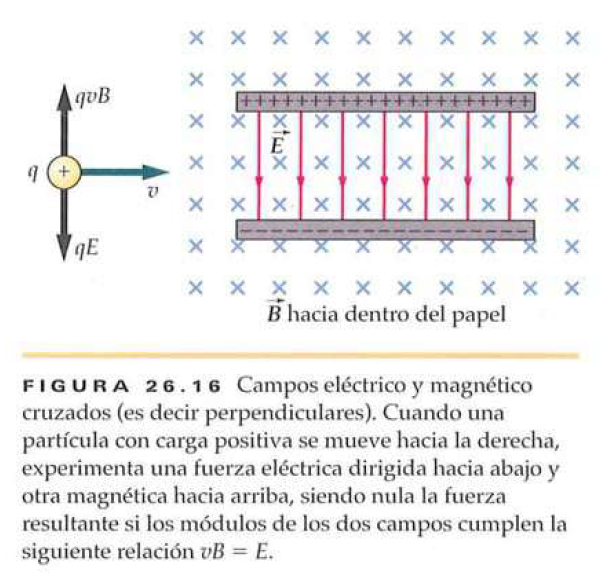 qvB
q
+
v
qE
+++++++++++++++++++++
E
B hacia dentro del papel
FIGURA 26.16 Campos eléctrico y magnético
cruzados (es decir perpendiculares). Cuando una
partícula con carga positiva se mueve hacia la derecha,
experimenta una fuerza eléctrica dirigida hacia abajo y
otra magnética hacia arriba, siendo nula la fuerza
resultante si los módulos de los dos campos cumplen la
siguiente relación vB = E.